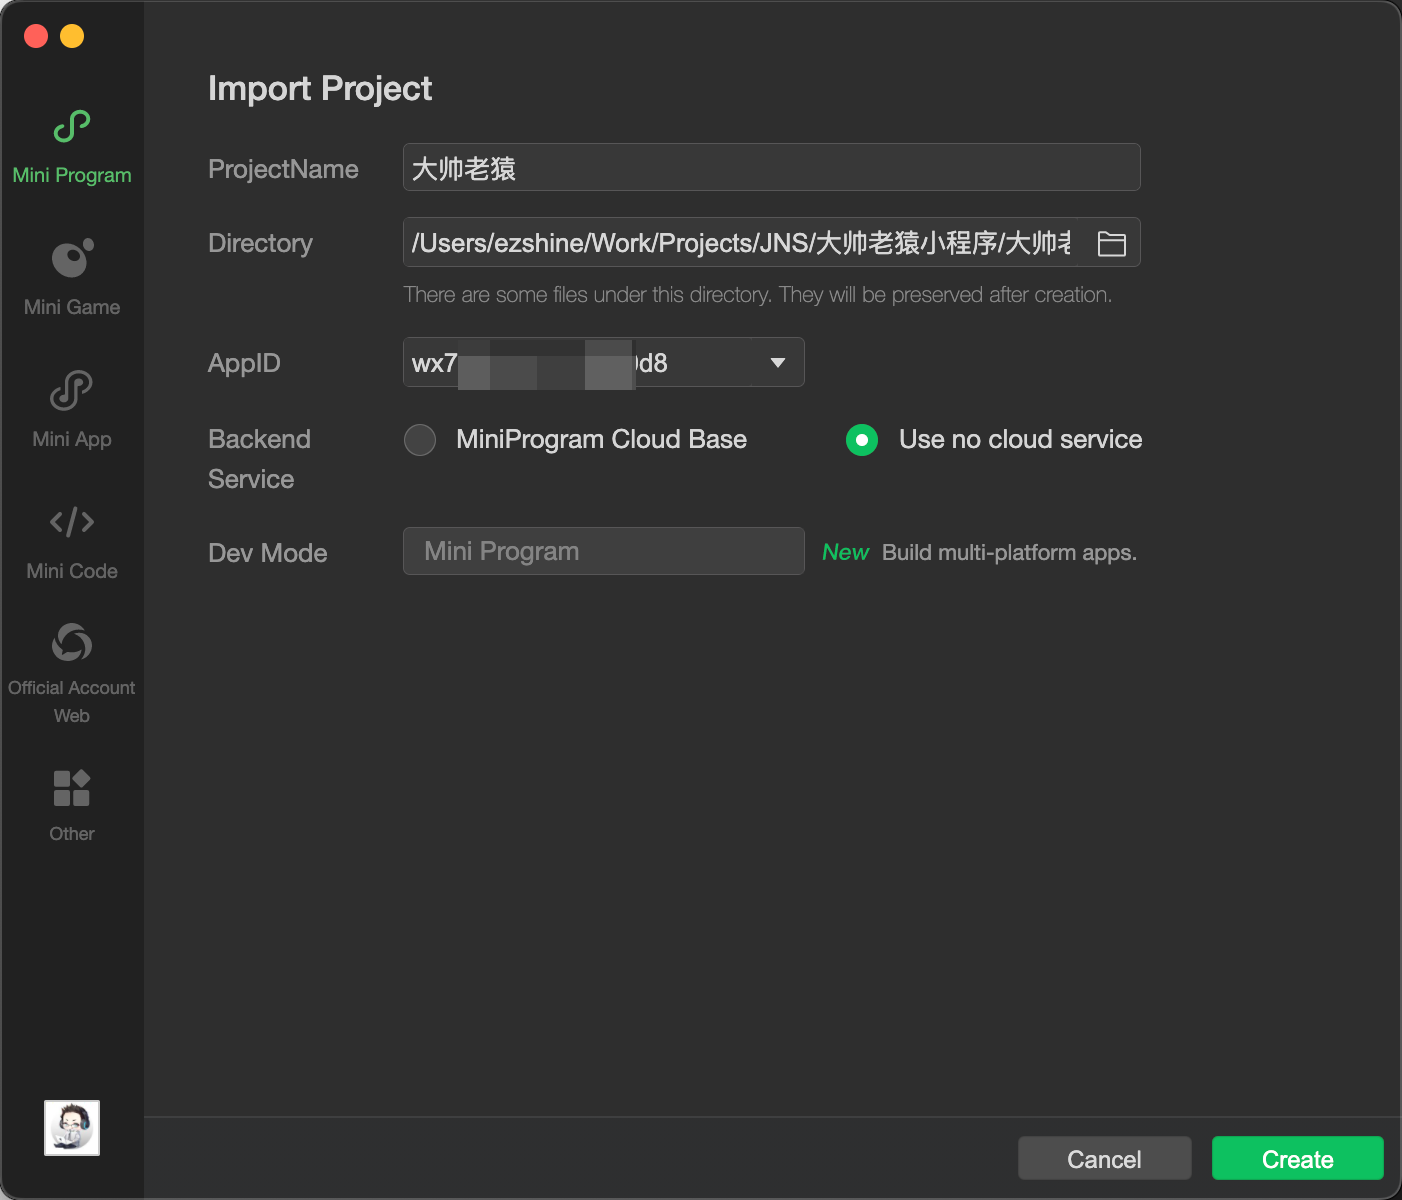 Mini Program
Mini Game
Mini App
Mini Code
Official Account
Web
Other
Import Project
ProjectName
大帅老猿
Directory
/Users/ezshine/Work/Projects/JNS/大帅老猿小程序/大帅
There are some files under this directory. They will be preserved after creation.
AppID
wx7 d8
Backend
Service
MiniProgram Cloud Base
Use no cloud service
Dev Mode
Mini Program
New Build multi-platform apps.
Cancel
Create